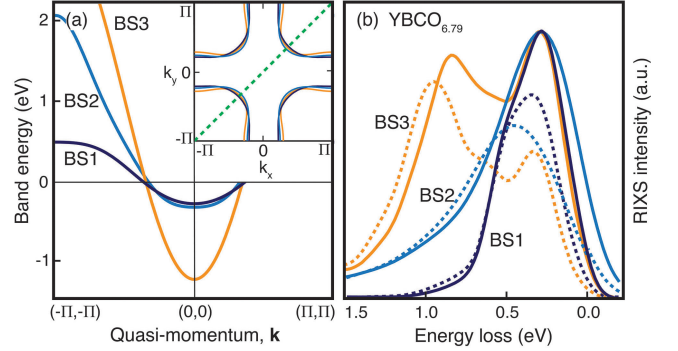 (a)
BS3
BS2
BS1
2
1
0
-1
Band energy (eV)
(-Π,-Π)
(0,0)
(Π,Π)
Quasi-momentum, k
Π
0
-Π
k_y
-Π
0
Π
k_x
(b) YBCO₆.₇₉
BS3
BS2
BS1
1.5
1.0
0.5
0.0
Energy loss (eV)
RIXS intensity (a.u.)